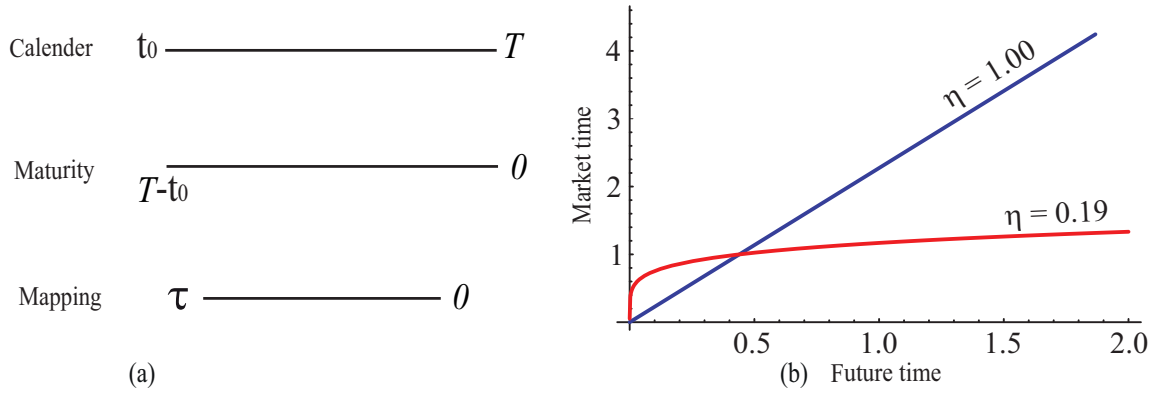 Calender t₀ T
Maturity 0
T-t₀
Mapping τ 0
(a)
Market time
4
3
2
1
η = 1.00
η = 0.19
0.5 1.0 1.5 2.0
(b) Future time